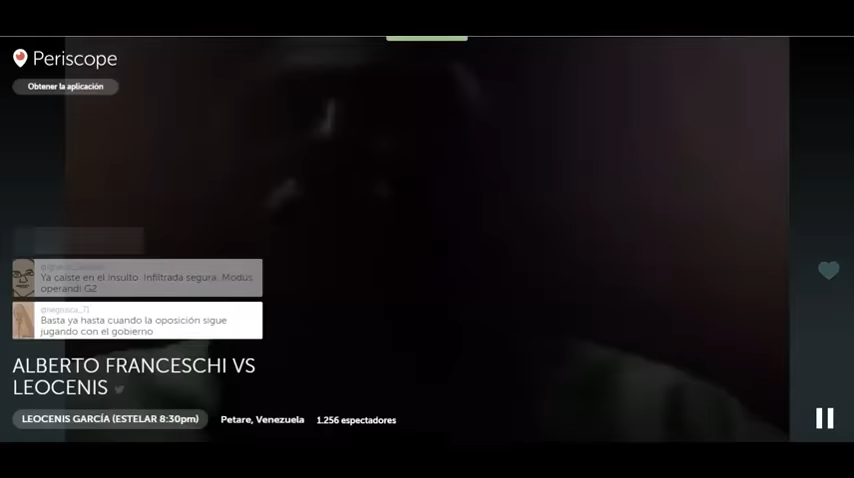 Periscope
Obtener la aplicación
Ya caiste en el insulto. Infiltrada segura. Modus
operandi G2
Basta ya hasta cuando la oposición sigue
jugando con el gobierno
ALBERTO FRANCESCHI VS
LEOCENIS
LEOCENIS GARCÍA (ESTELAR 8:30pm) Petare, Venezuela 1.256 espectadores